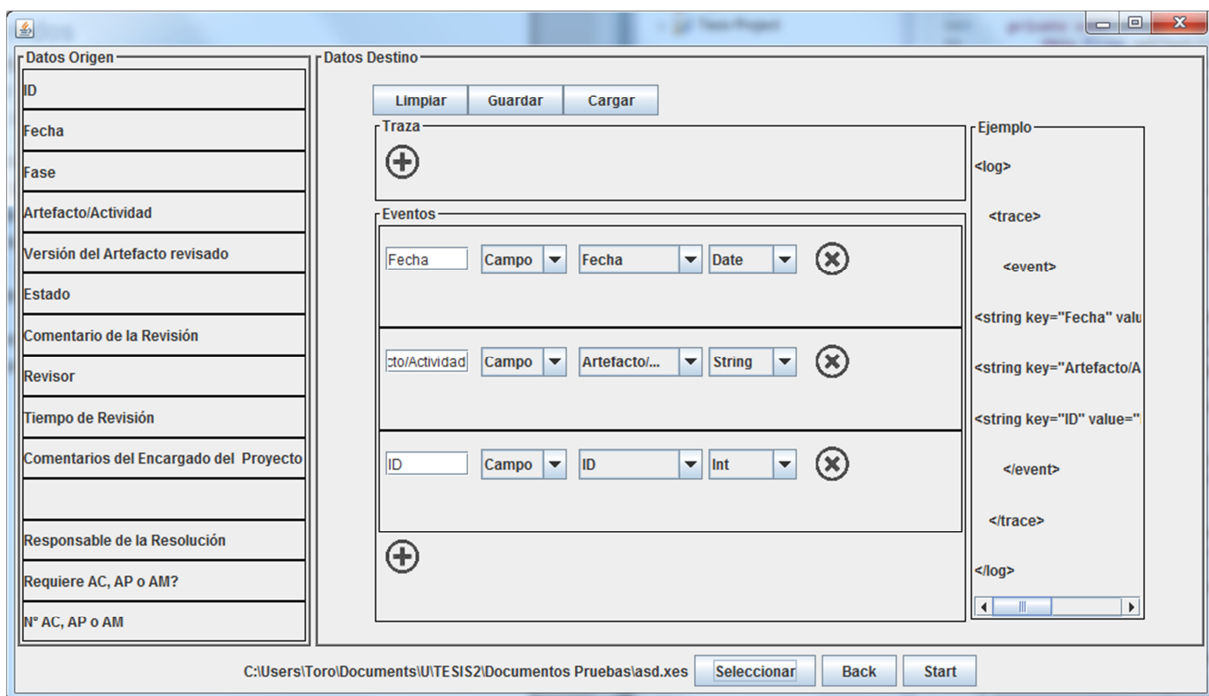 Datos Origen
ID
Fecha
Fase
Artefacto/Actividad
Versión del Artefacto revisado
Estado
Comentario de la Revisión
Revisor
Tiempo de Revisión
Comentarios del Encargado del Proyecto
Responsable de la Resolución
Requiere AC, AP o AM?
N° AC, AP o AM
Datos Destino
Limpiar Guardar Cargar
Traza
Eventos
Fecha Campo Fecha Date
cto/Actividad Campo Artefacto/... String
ID Campo ID Int
Ejemplo
<log>
<trace>
<event>
<string key="Fecha" valu
<string key="Artefacto/A
<string key="ID" value="
</event>
</trace>
</log>
C:\Users\Toro\Documents\U\TESIS2\Documentos Pruebas\asd.xes Seleccionar Back Start